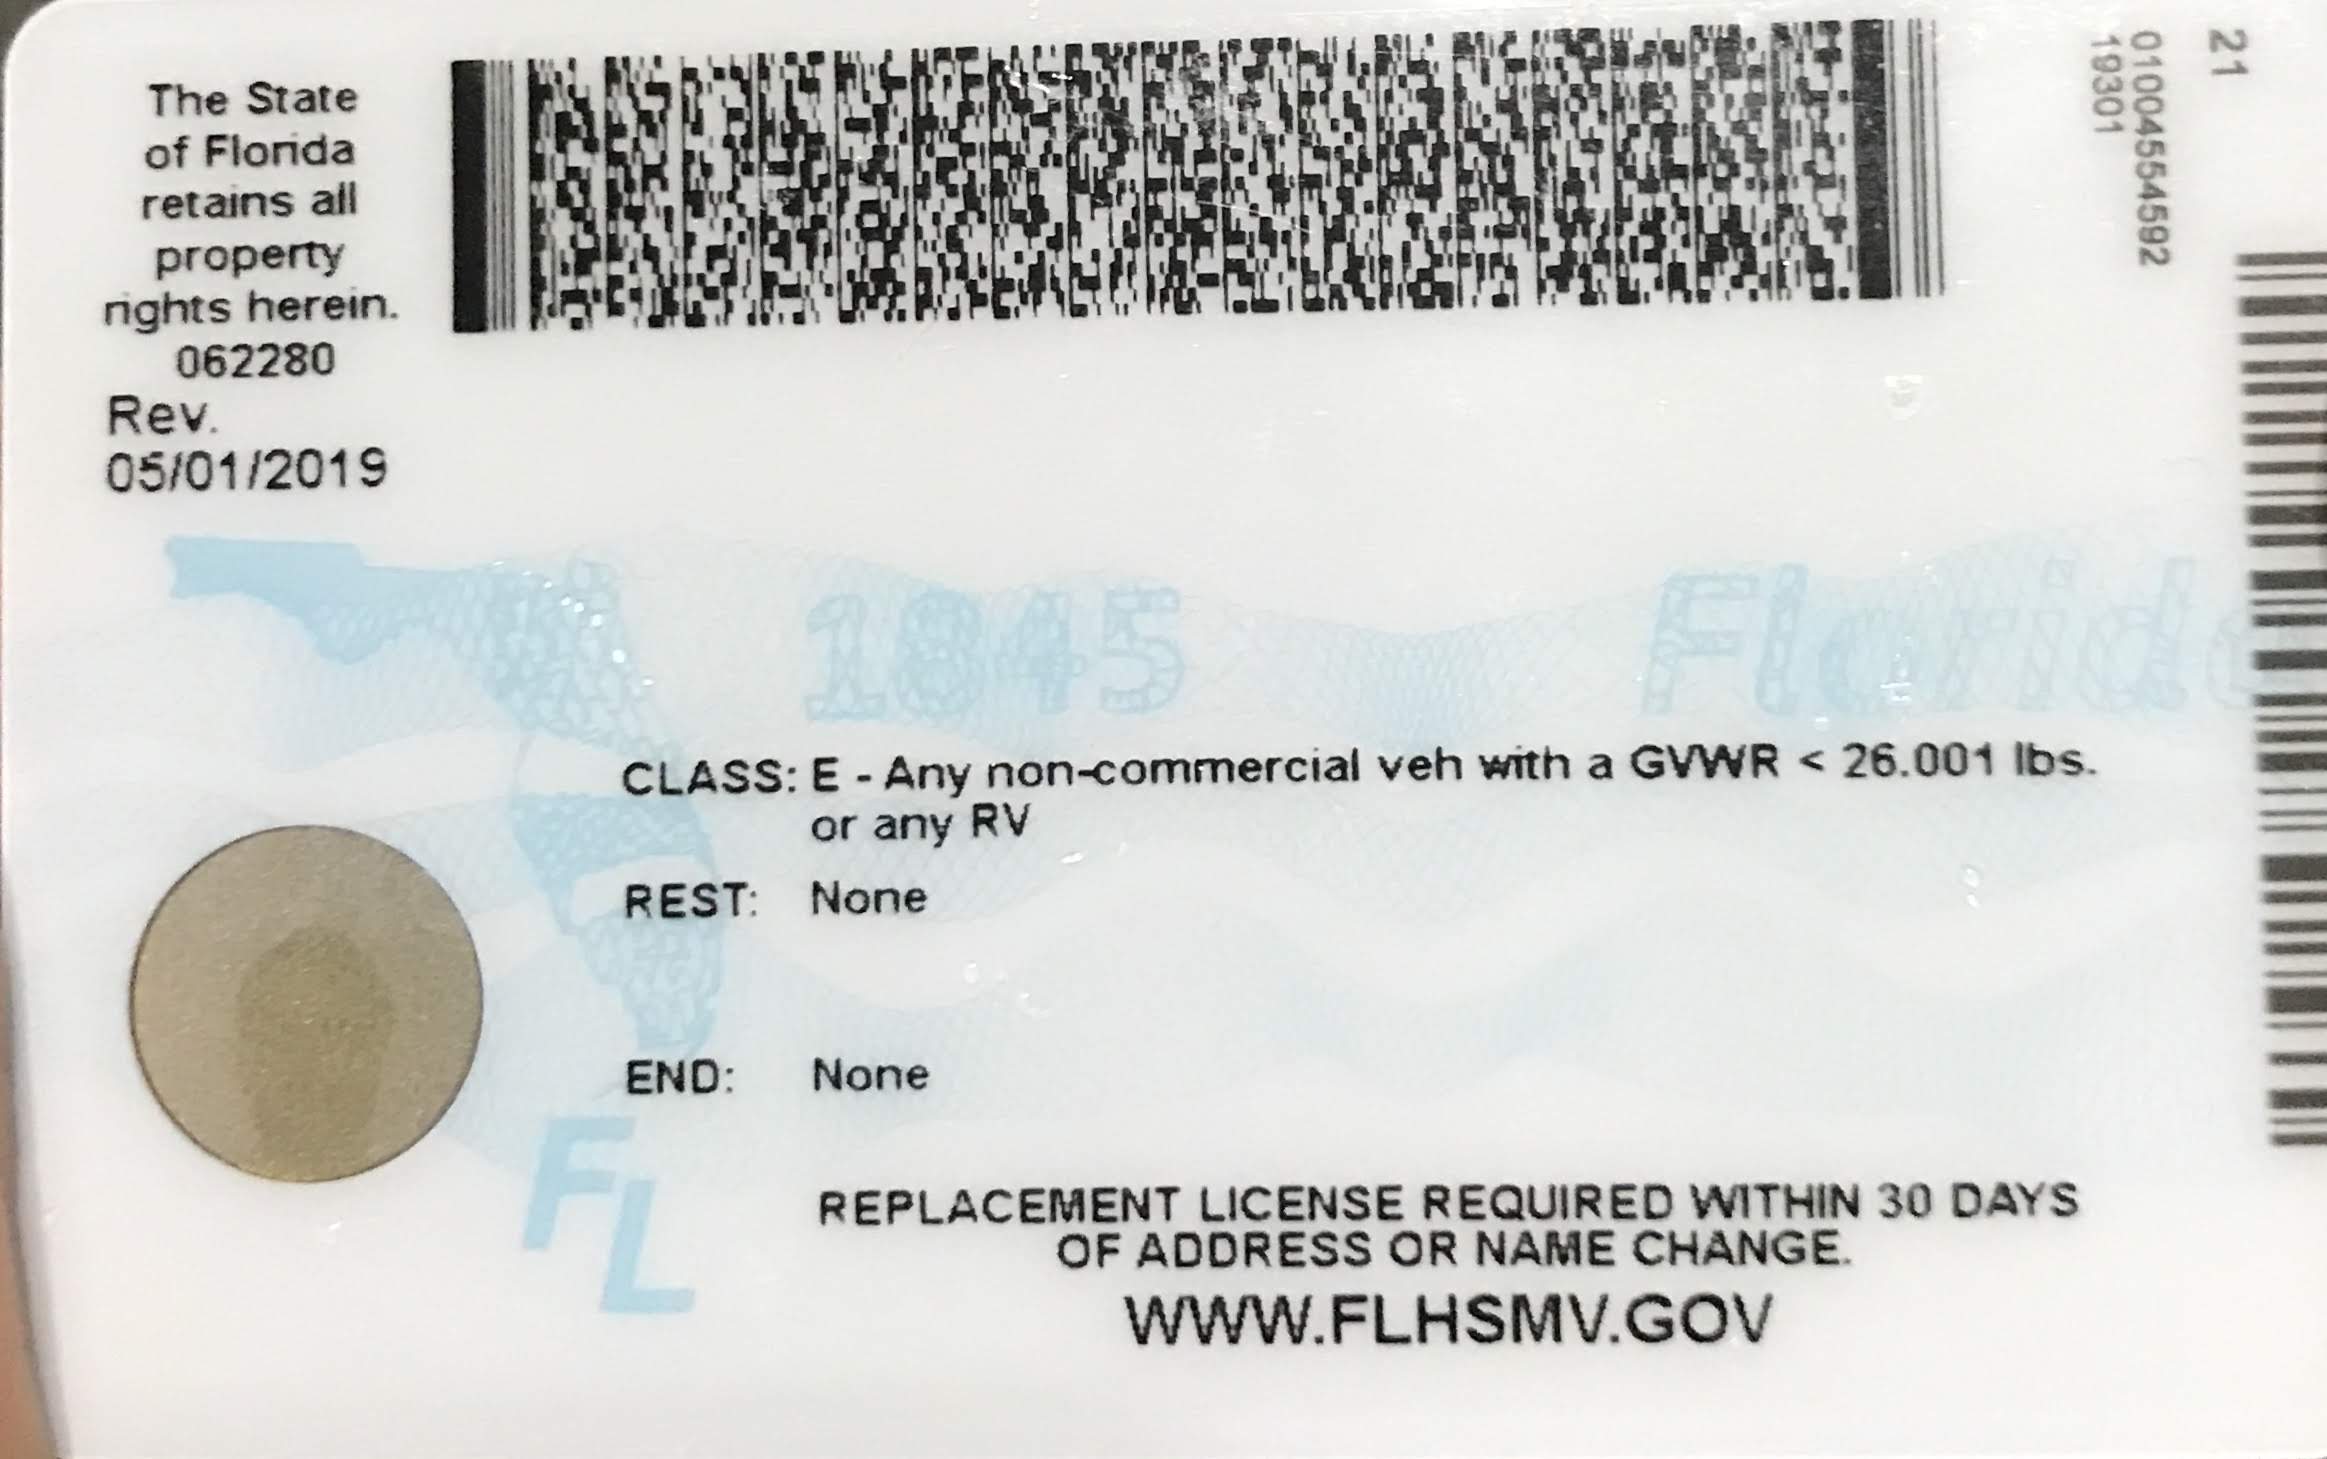 The State
of Florida
retains all
property
rights herein.
062280
Rev.
05/01/2019
21
0100455454592
19301
1845
Florida
CLASS: E - Any non-commercial veh with a GVWR < 26.001 lbs.
or any RV
REST: None
END: None
FL
REPLACEMENT LICENSE REQUIRED WITHIN 30 DAYS
OF ADDRESS OR NAME CHANGE.
WWW.FLHSMV.GOV